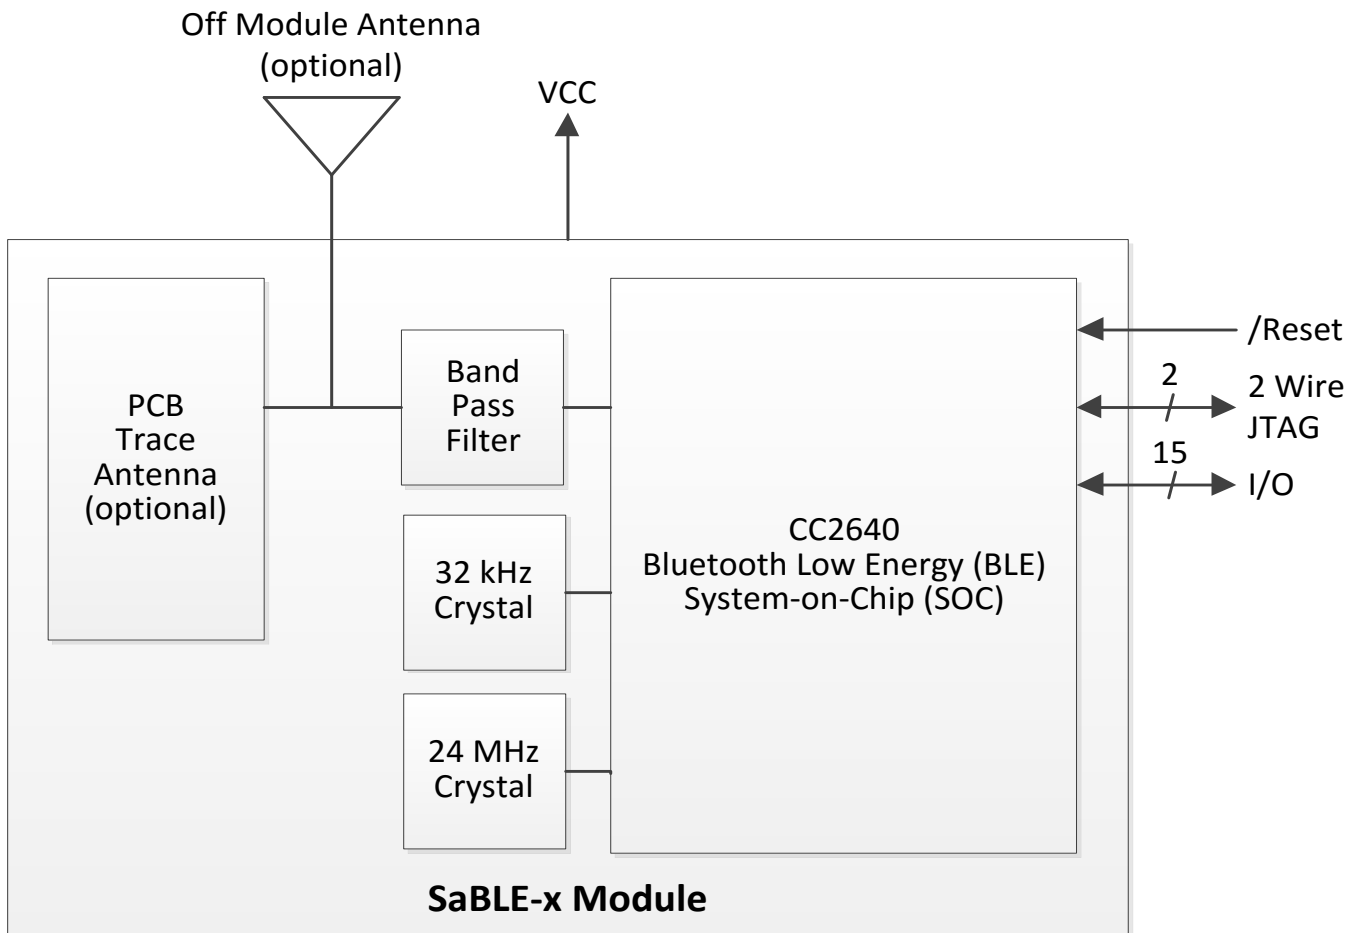 Off Module Antenna
(optional)
VCC
PCB
Trace
Antenna
(optional)
Band
Pass
Filter
32 kHz
Crystal
24 MHz
Crystal
CC2640
Bluetooth Low Energy (BLE)
System-on-Chip (SOC)
/Reset
2
2 Wire
JTAG
15
I/O
SaBLE-x Module